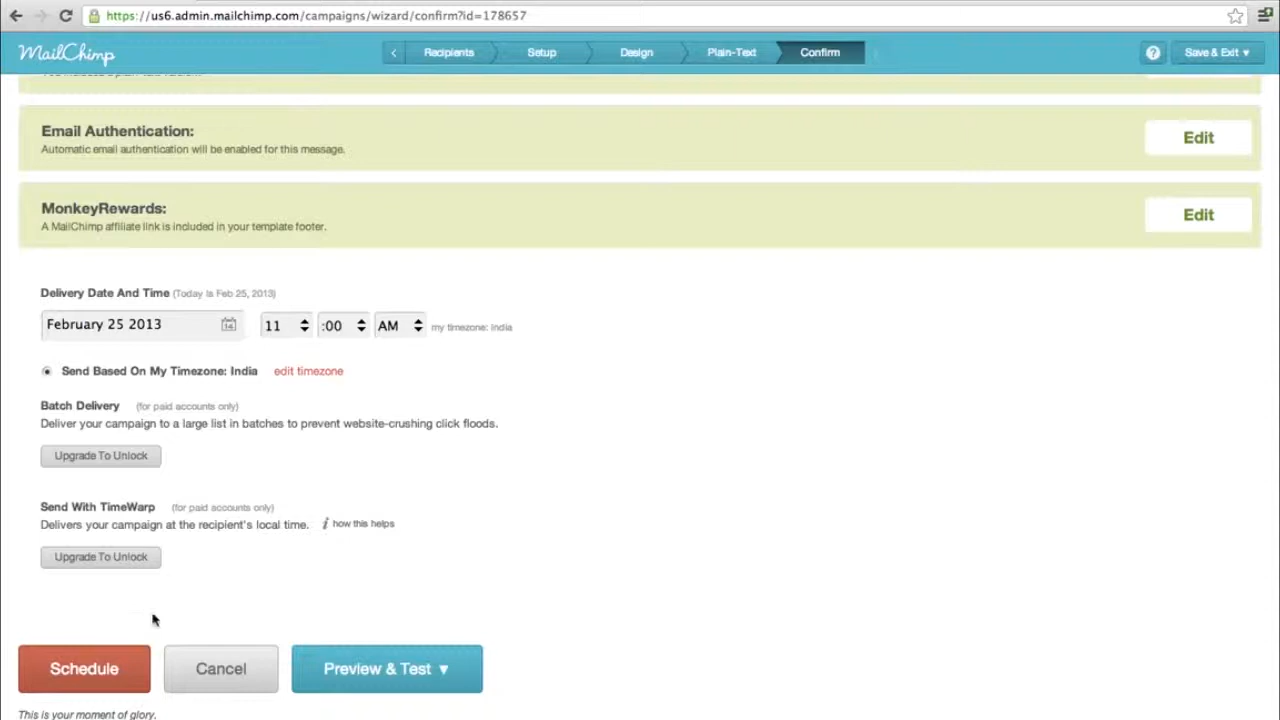 https://us6.admin.mailchimp.com/campaigns/wizard/confirm?id=178657
MailChimp
Recipients
Setup
Design
Plain-Text
Confirm
?
Save & Exit ▼
Email Authentication:
Automatic email authentication will be enabled for this message.
Edit
MonkeyRewards:
A MailChimp affiliate link is included in your template footer.
Edit
Delivery Date And Time (Today is Feb 25, 2013)
February 25 2013
14
11
:00
AM
my timezone: India
Send Based On My Timezone: India
edit timezone
Batch Delivery (for paid accounts only)
Deliver your campaign to a large list in batches to prevent website-crushing click floods.
Upgrade To Unlock
Send With TimeWarp (for paid accounts only)
Delivers your campaign at the recipient's local time. i how this helps
Upgrade To Unlock
Schedule
Cancel
Preview & Test ▼
This is your moment of glory.